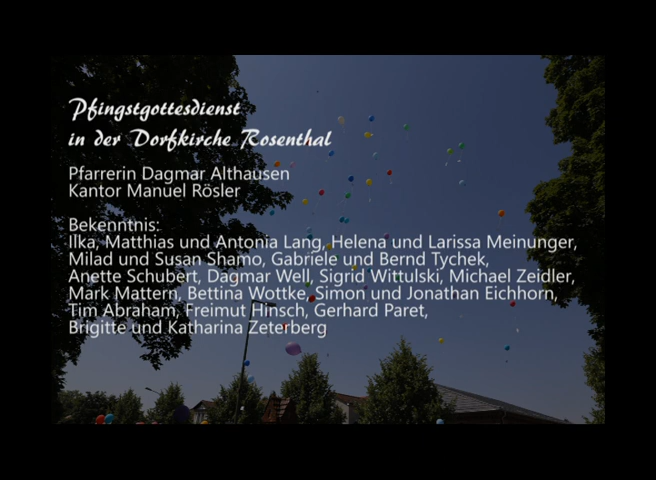 Pfingstgottesdienst
in der Dorfkirche Rosenthal
Pfarrerin Dagmar Althausen
Kantor Manuel Rösler
Bekenntnis:
Ilka, Matthias und Antonia Lang, Helena und Larissa Meinunger,
Milad und Susan Shamo, Gabriele und Bernd Tychek,
Anette Schubert, Dagmar Well, Sigrid Wittulski, Michael Zeidler,
Mark Mattern, Bettina Wottke, Simon und Jonathan Eichhorn,
Tim Abraham, Freimut Hinsch, Gerhard Paret,
Brigitte und Katharina Zeterberg